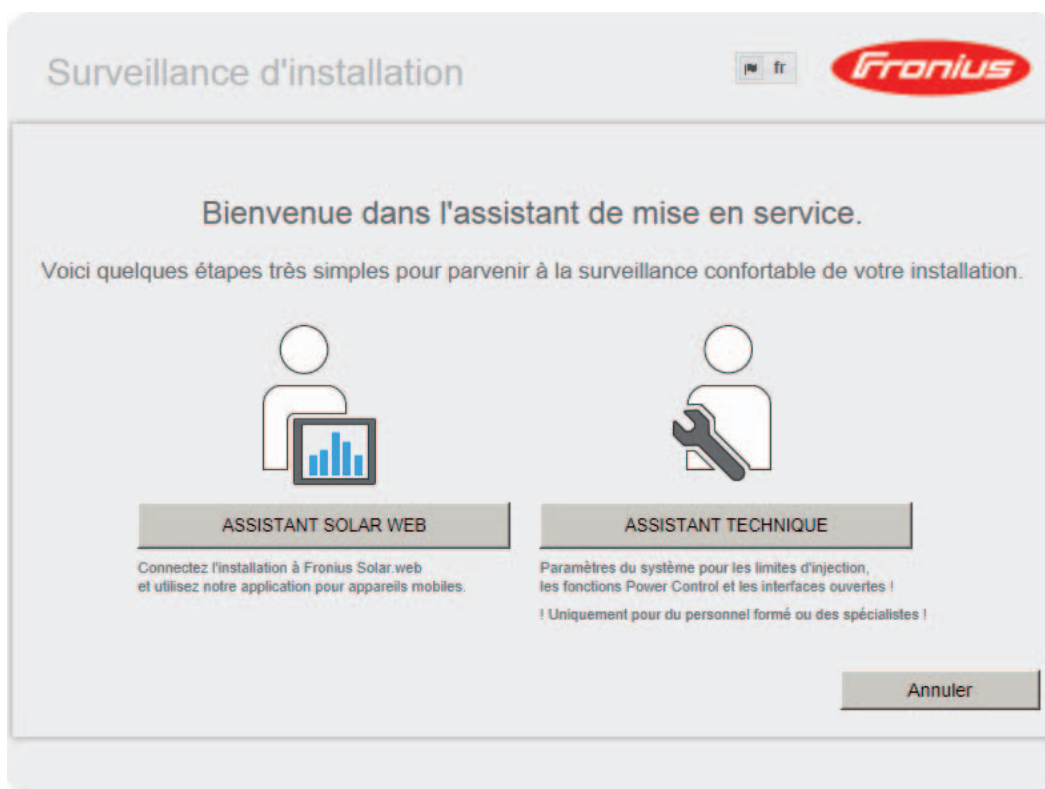 Surveillance d'installation
fr
Fronius
Bienvenue dans l'assistant de mise en service.
Voici quelques étapes très simples pour parvenir à la surveillance confortable de votre installation.
ASSISTANT SOLAR WEB
Connectez l'installation à Fronius Solar.web
et utilisez notre application pour appareils mobiles.
ASSISTANT TECHNIQUE
Paramètres du système pour les limites d'injection,
les fonctions Power Control et les interfaces ouvertes !
! Uniquement pour du personnel formé ou des spécialistes !
Annuler